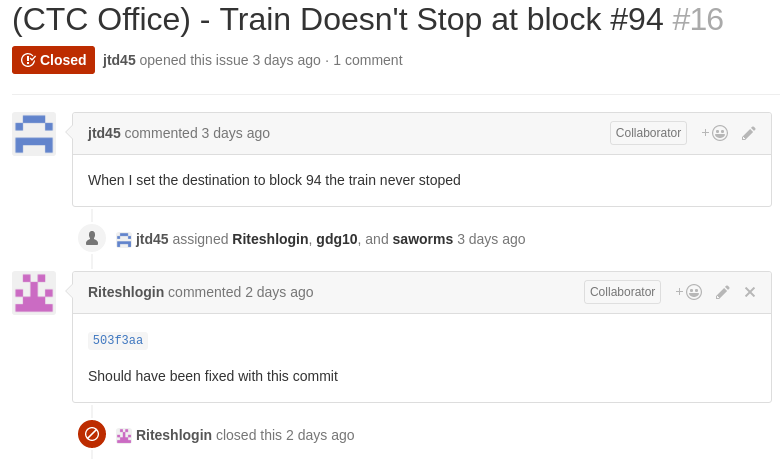 (CTC Office) - Train Doesn't Stop at block #94 #16
Closed jtd45 opened this issue 3 days ago · 1 comment
jtd45 commented 3 days ago Collaborator +
When I set the destination to block 94 the train never stoped
jtd45 assigned Riteshlogin, gdg10, and saworms 3 days ago
Riteshlogin commented 2 days ago Collaborator +
503f3aa
Should have been fixed with this commit
Riteshlogin closed this 2 days ago